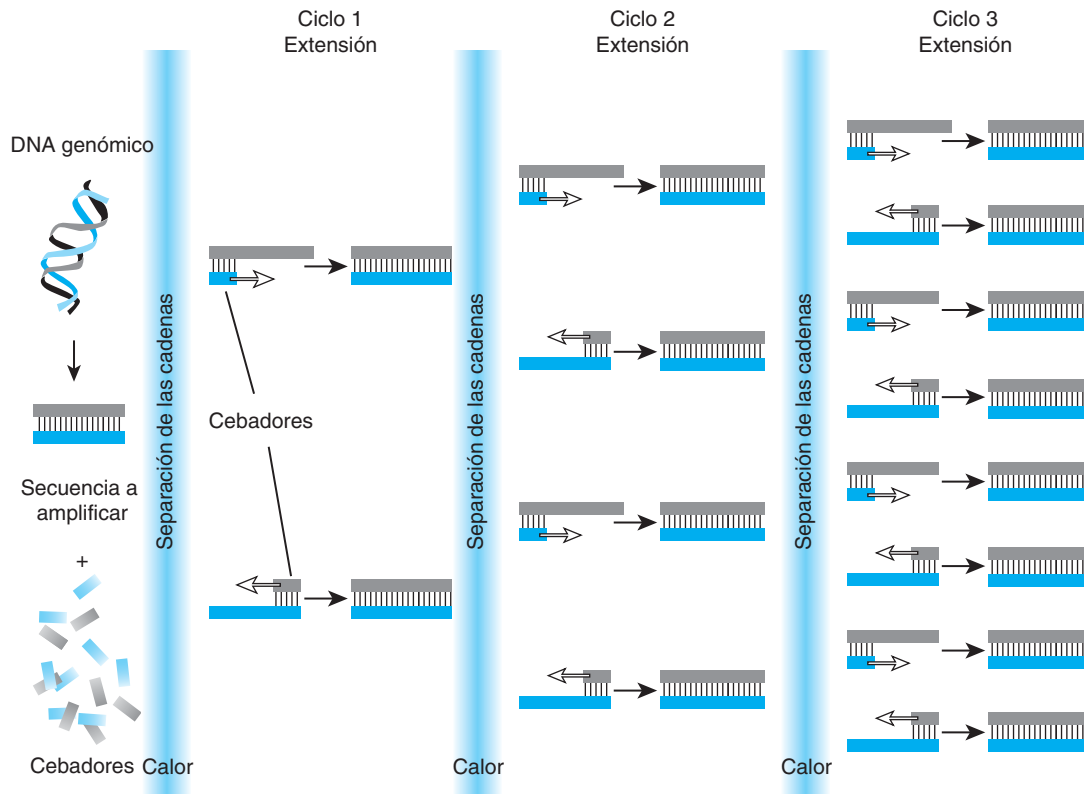 Ciclo 1
Extensión
Ciclo 2
Extensión
Ciclo 3
Extensión
DNA genómico
Secuencia a
amplificar
+
Cebadores
Separación de las cadenas
Calor
Cebadores
Separación de las cadenas
Calor
Separación de las cadenas
Calor